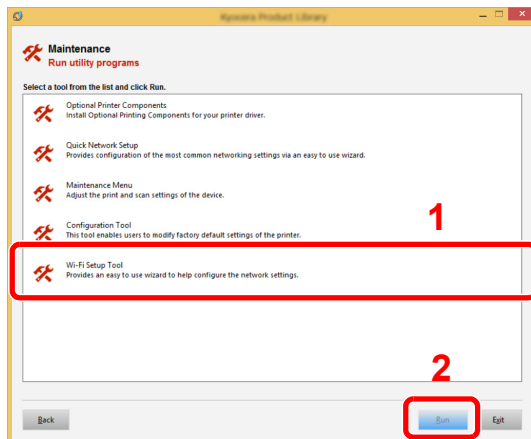 Kyocera Product Library
Maintenance
Run utility programs
Select a tool from the list and click Run.
Optional Printer Components
Install Optional Printing Components for your printer driver.
Quick Network Setup
Provides configuration of the most common networking settings via an easy to use wizard.
Maintenance Menu
Adjust the print and scan settings of the device.
1
Configuration Tool
This tool enables users to modify factory default settings of the printer.
Wi-Fi Setup Tool
Provides an easy to use wizard to help configure the network settings.
2
Back
Run
Exit